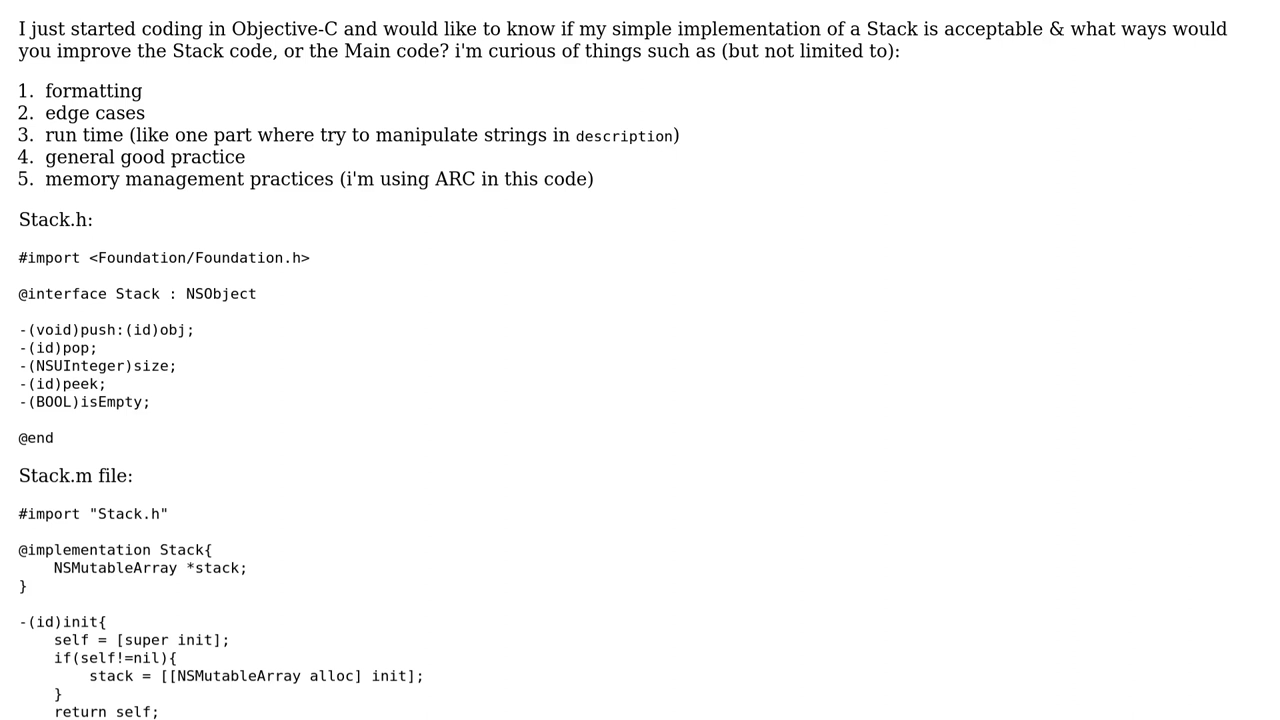 I just started coding in Objective-C and would like to know if my simple implementation of a Stack is acceptable & what ways would
you improve the Stack code, or the Main code? i'm curious of things such as (but not limited to):
1. formatting
2. edge cases
3. run time (like one part where try to manipulate strings in description)
4. general good practice
5. memory management practices (i'm using ARC in this code)
Stack.h:
#import <Foundation/Foundation.h>
@interface Stack : NSObject
-(void)push:(id)obj;
-(id)pop;
-(NSUInteger)size;
-(id)peek;
-(BOOL)isEmpty;
@end
Stack.m file:
#import "Stack.h"
@implementation Stack{
    NSMutableArray *stack;
}
-(id)init{
    self = [super init];
    if(self!=nil){
        stack = [[NSMutableArray alloc] init];
    }
    return self;